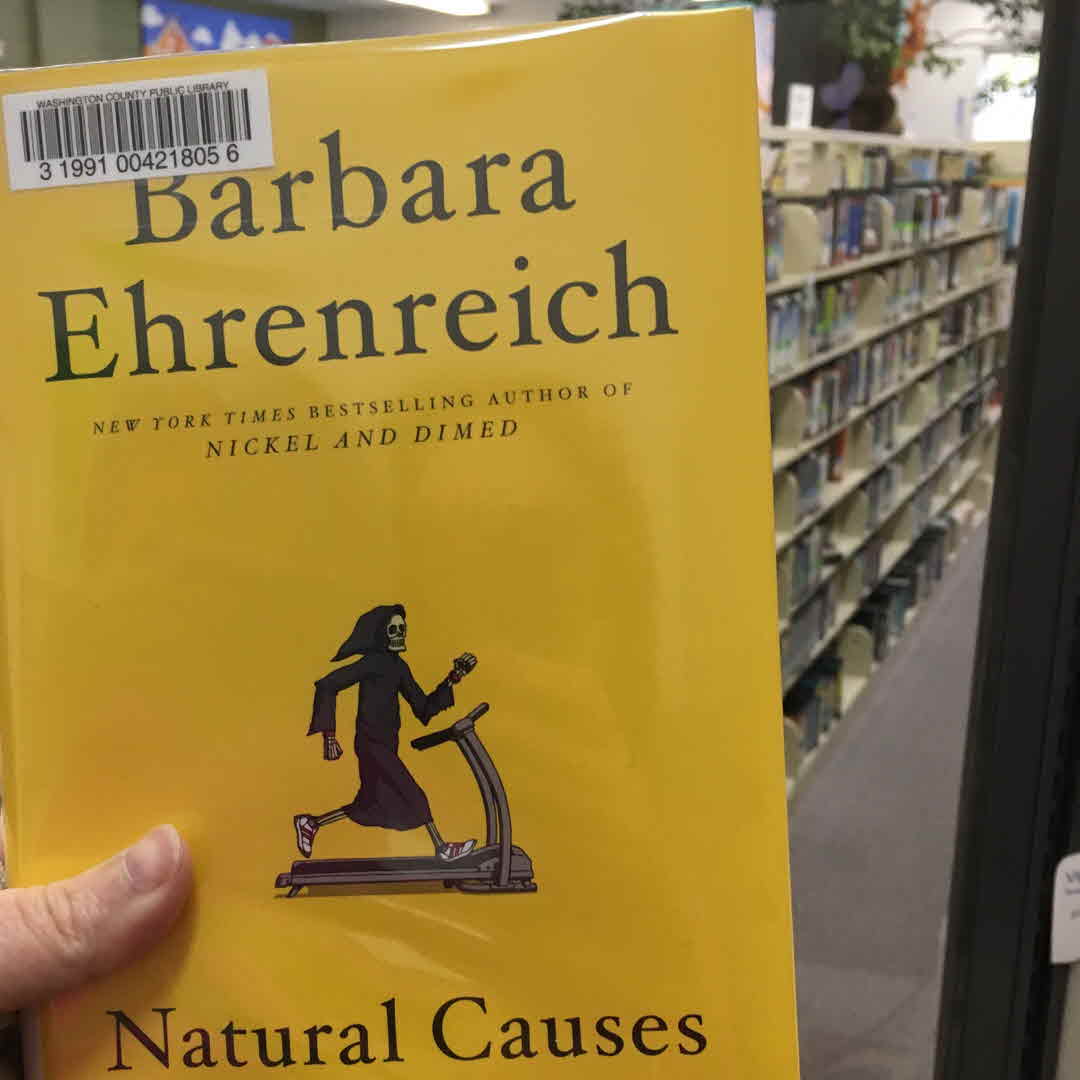 WASHINGTON COUNTY PUBLIC LIBRARY
3 1991 00421805 6
Barbara
Ehrenreich
NEW YORK TIMES BESTSELLING AUTHOR OF
NICKEL AND DIMED
Natural Causes